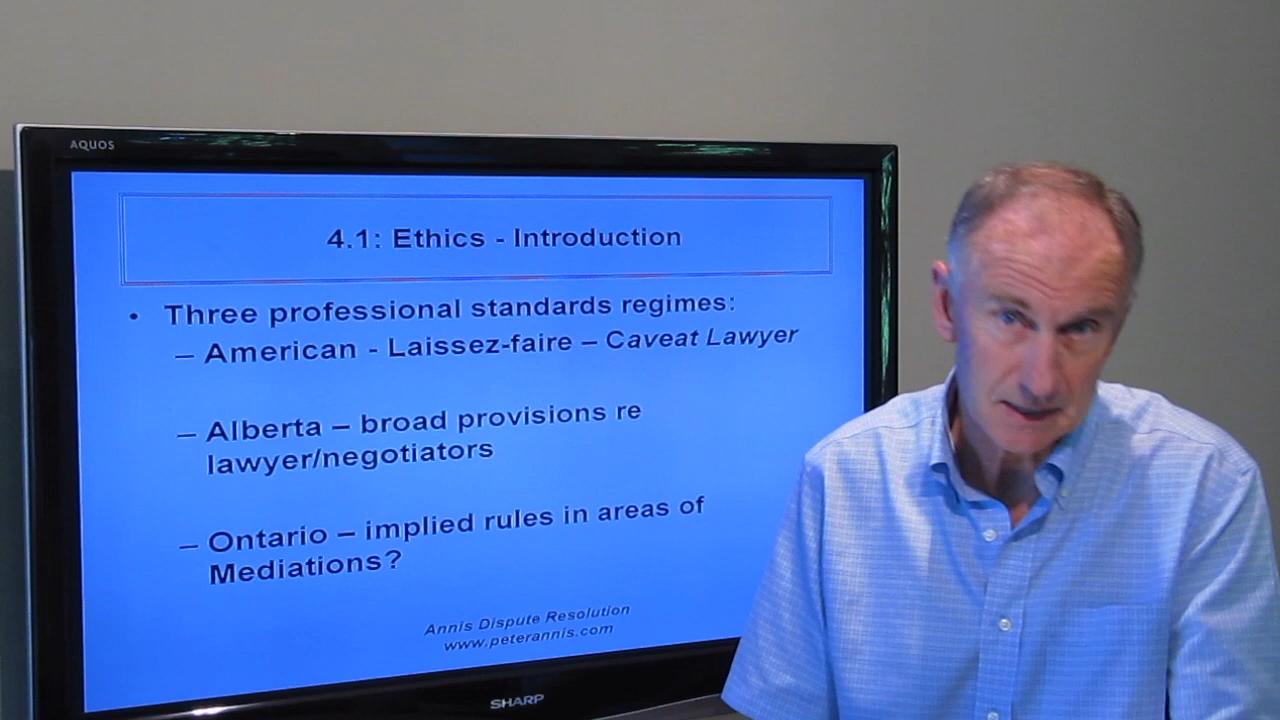 AQUOS
4.1: Ethics - Introduction
• Three professional standards regimes:
– American - Laissez-faire – Caveat Lawyer
– Alberta – broad provisions re
lawyer/negotiators
– Ontario – implied rules in areas of
Mediations?
Annis Dispute Resolution
www.peterannis.com
SHARP